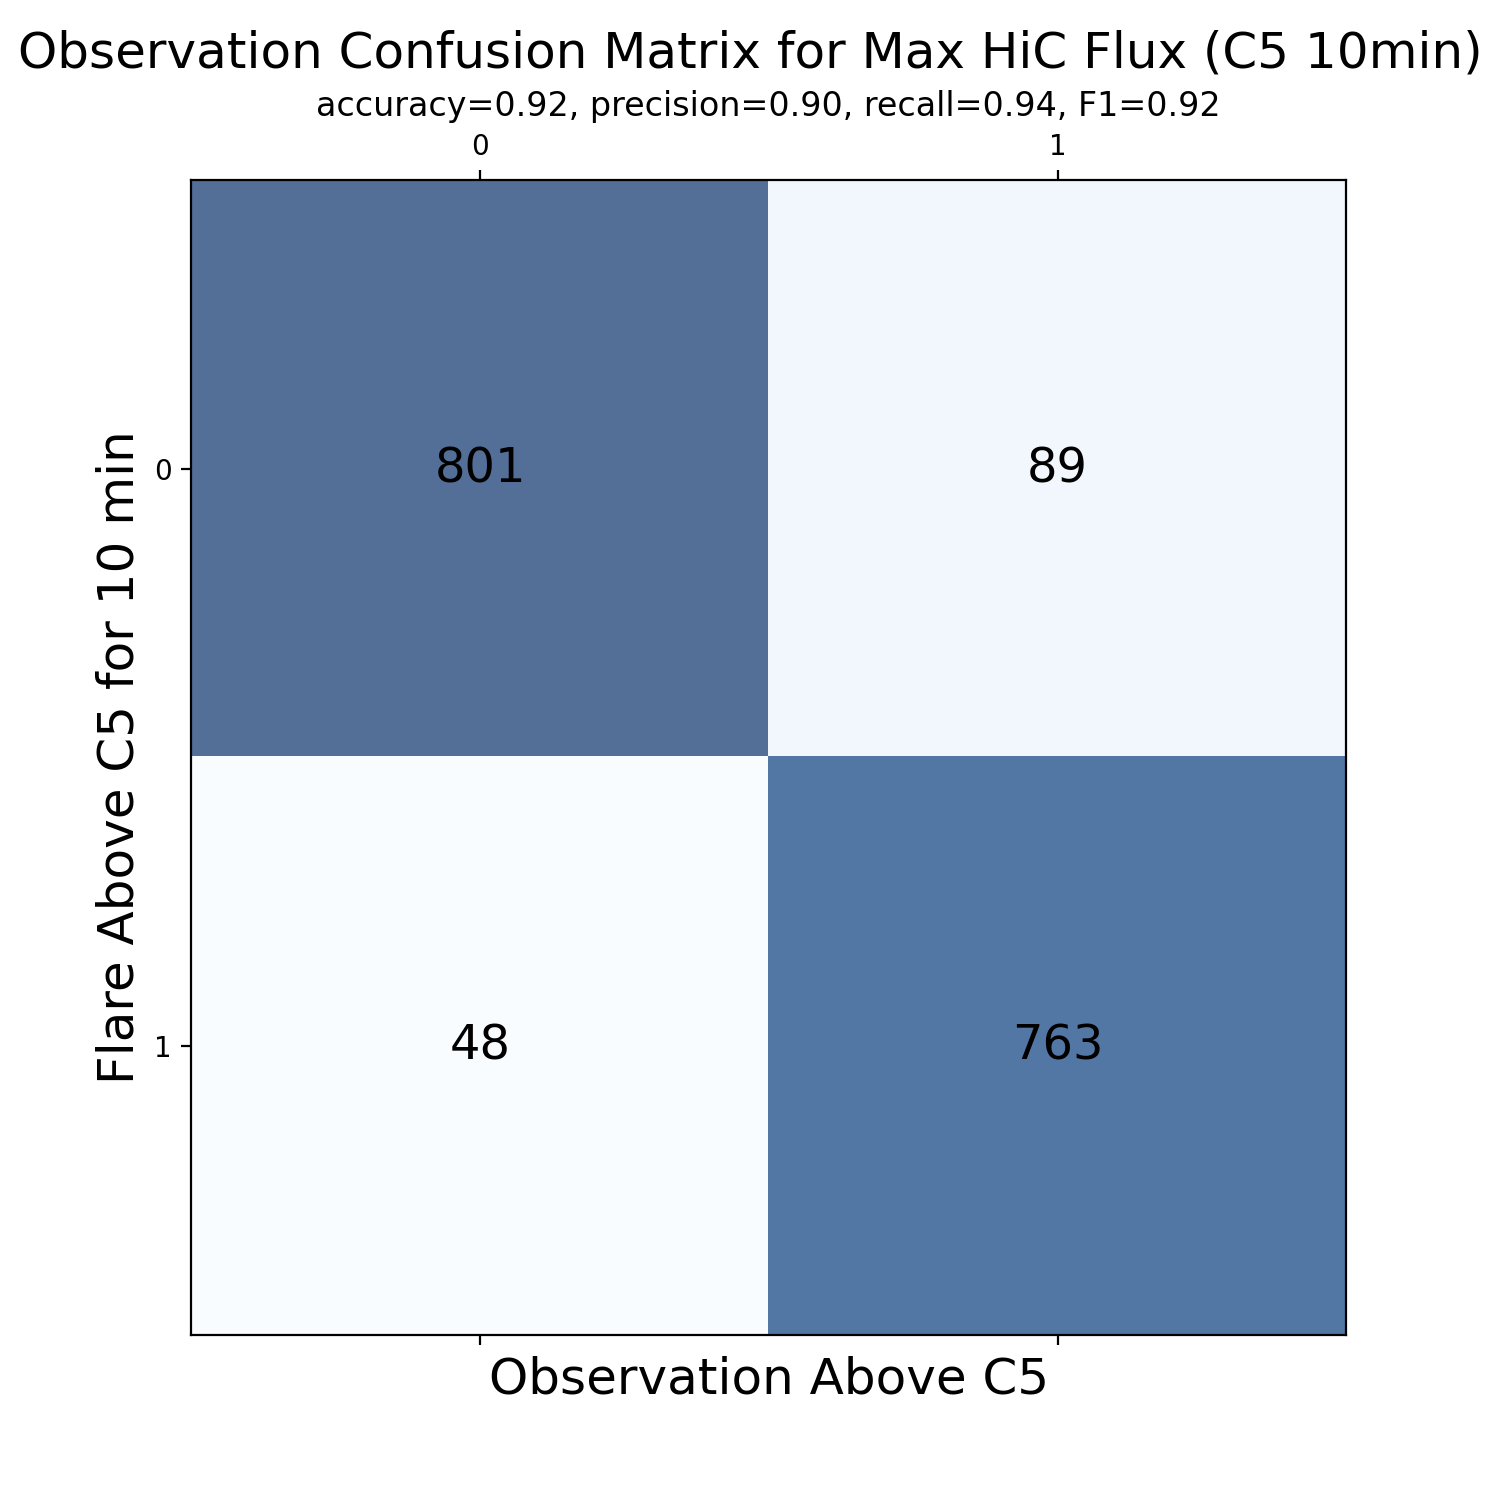 Observation Confusion Matrix for Max HiC Flux (C5 10min)
accuracy=0.92, precision=0.90, recall=0.94, F1=0.92
0 1
Flare Above C5 for 10 min
0
801 89
1
48 763
Observation Above C5